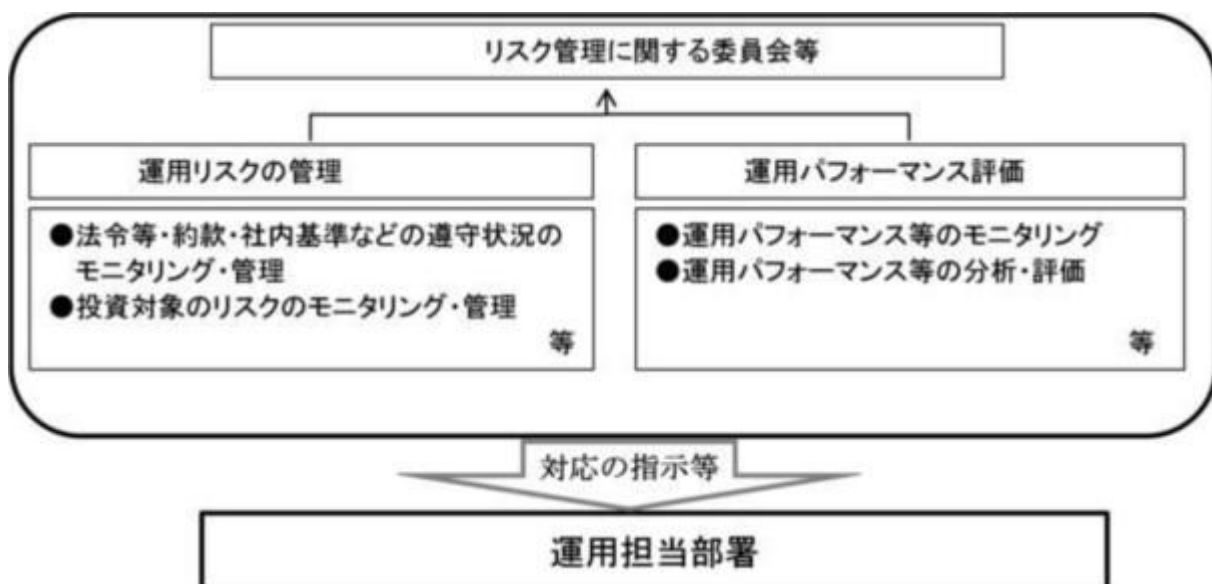 リスク管理に関する委員会等
運用リスクの管理
●法令等・約款・社内基準などの遵守状況の
モニタリング・管理
●投資対象のリスクのモニタリング・管理
等
運用パフォーマンス評価
●運用パフォーマンス等のモニタリング
●運用パフォーマンス等の分析・評価
等
対応の指示等
運用担当部署